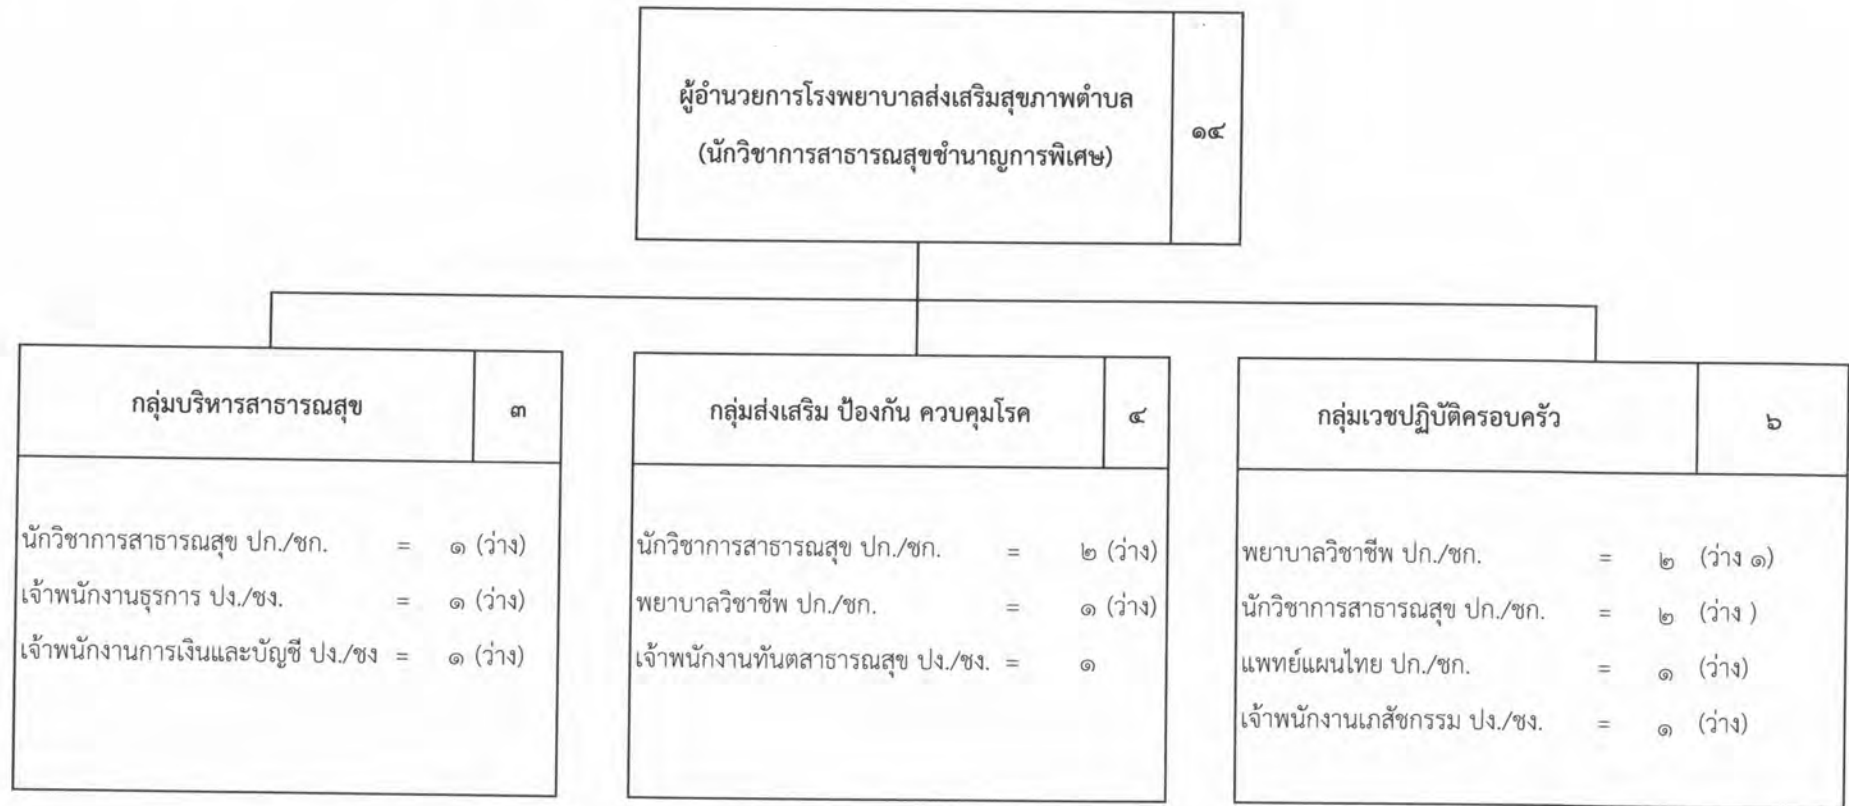 ผู้อำนวยการโรงพยาบาลส่งเสริมสุขภาพตำบล
(นักวิชาการสาธารณสุขชำนาญการพิเศษ)
๑๔
กลุ่มบริหารสาธารณสุข ๓
นักวิชาการสาธารณสุข ปก./ชก. = ๑ (ว่าง)
เจ้าพนักงานธุรการ ปง./ชง. = ๑ (ว่าง)
เจ้าพนักงานการเงินและบัญชี ปง./ชง = ๑ (ว่าง)
กลุ่มส่งเสริม ป้องกัน ควบคุมโรค ๔
นักวิชาการสาธารณสุข ปก./ชก. = ๒ (ว่าง)
พยาบาลวิชาชีพ ปก./ชก. = ๑ (ว่าง)
เจ้าพนักงานทันตสาธารณสุข ปง./ชง. = ๑
กลุ่มเวชปฏิบัติครอบครัว ๖
พยาบาลวิชาชีพ ปก./ชก. = ๒ (ว่าง ๑)
นักวิชาการสาธารณสุข ปก./ชก. = ๒ (ว่าง )
แพทย์แผนไทย ปก./ชก. = ๑ (ว่าง)
เจ้าพนักงานเภสัชกรรม ปง./ชง. = ๑ (ว่าง)